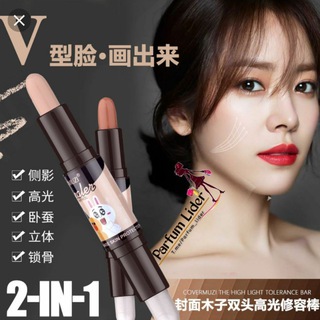 V
型脸·画出来
侧影
高光
卧蚕
立体
锁骨
Parfum Lider
2-IN-1
COVERMUZI THE HIGH LIGHT TOLERANCE BAR
封面木子双头高光修容棒